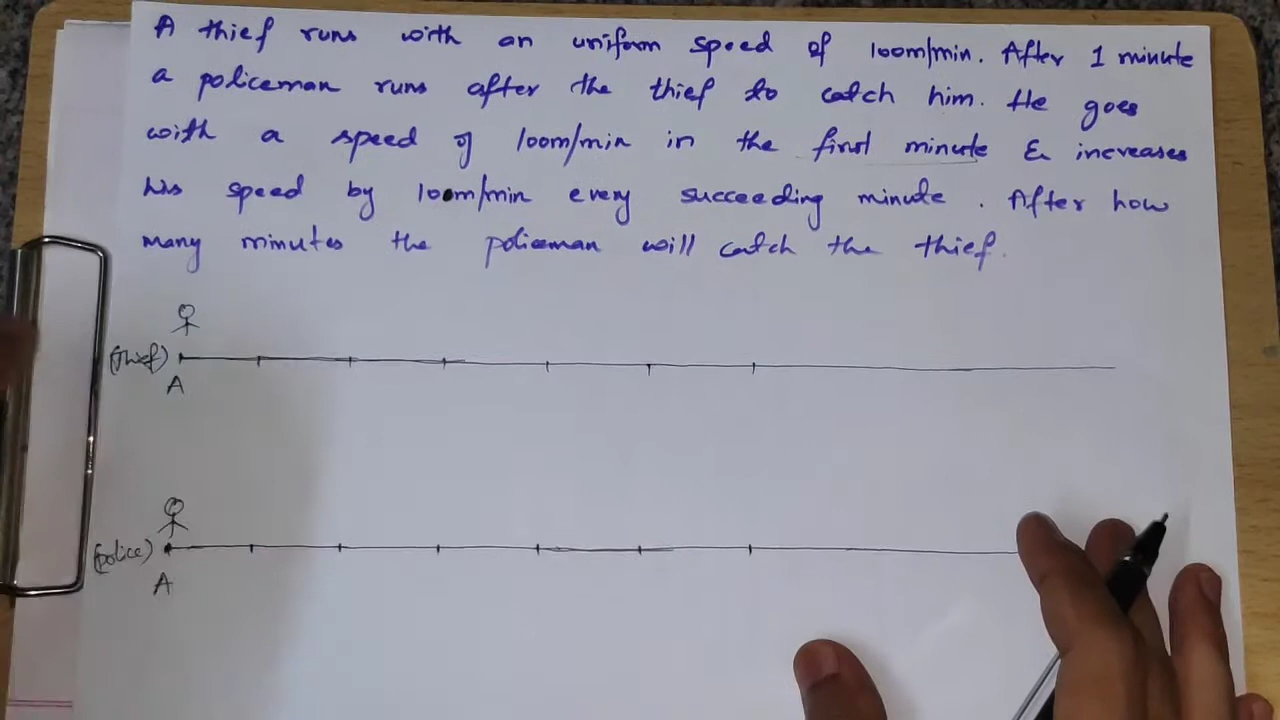 A thief runs with an uniform speed of 100m/min. After 1 minute
a policeman runs after the thief to catch him. He goes
with a speed of 100m/min in the first minute & increases
his speed by 100m/min every succeeding minute. After how
many minutes the policeman will catch the thief.
(thief)
A
(police)
A